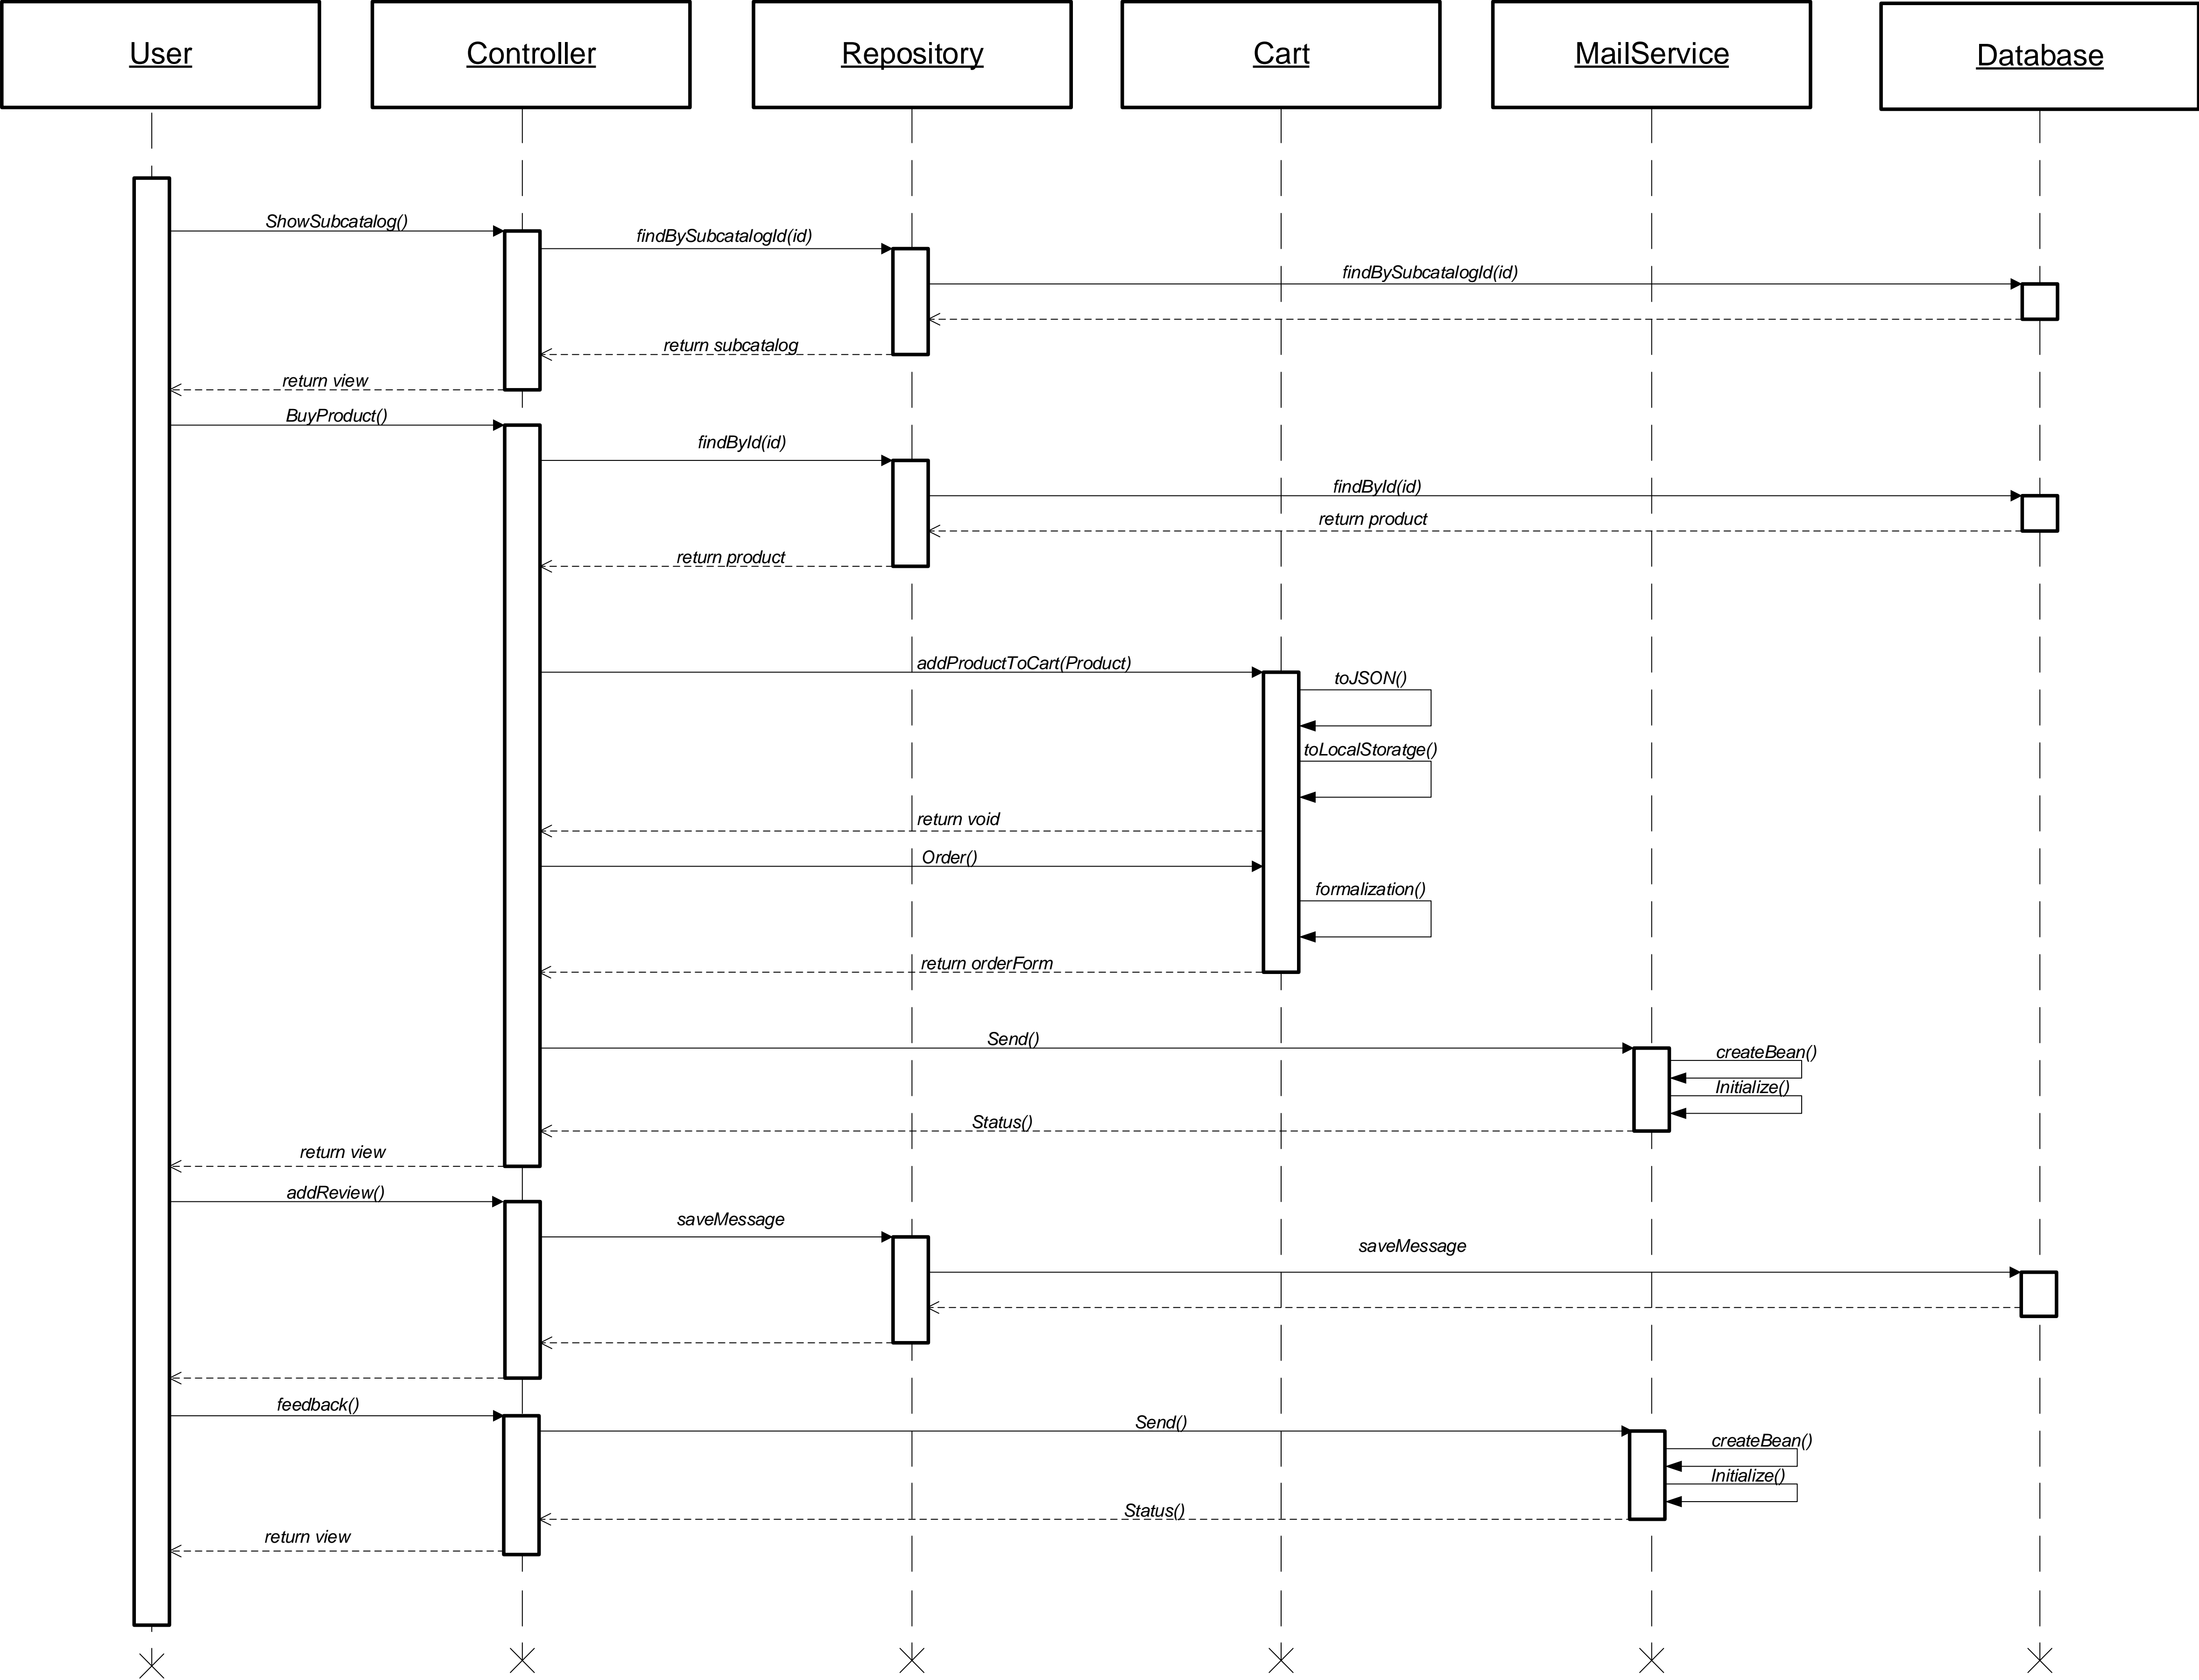 User
Controller
Repository
Cart
MailService
Database
ShowSubcatalog()
findBySubcatalogId(id)
findBySubcatalogId(id)
return subcatalog
return view
BuyProduct()
findById(id)
findById(id)
return product
return product
addProductToCart(Product)
toJSON()
toLocalStoratge()
return void
Order()
formalization()
return orderForm
Send()
createBean()
Initialize()
Status()
return view
addReview()
saveMessage
saveMessage
feedback()
Send()
createBean()
Initialize()
Status()
return view